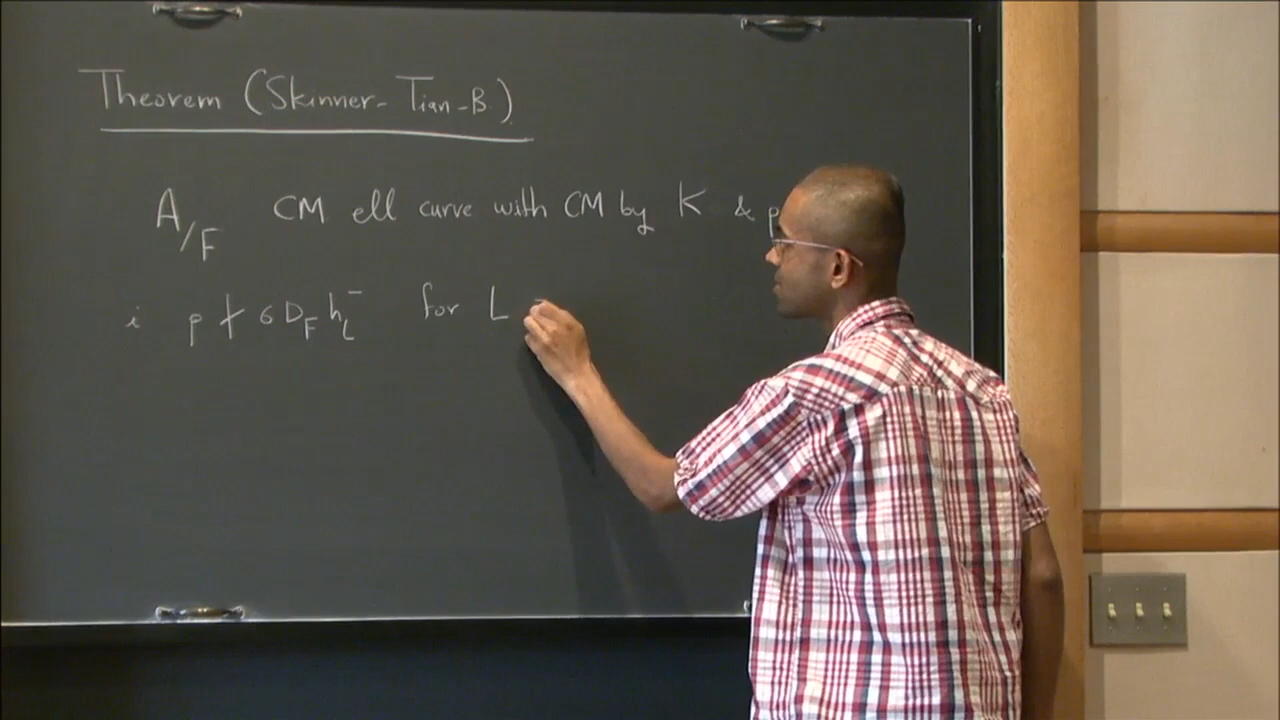 Theorem (Skinner-Tian-B.)
A/F CM ell curve with CM by K & p
i p ∤ 6 D_F h_L^- for L